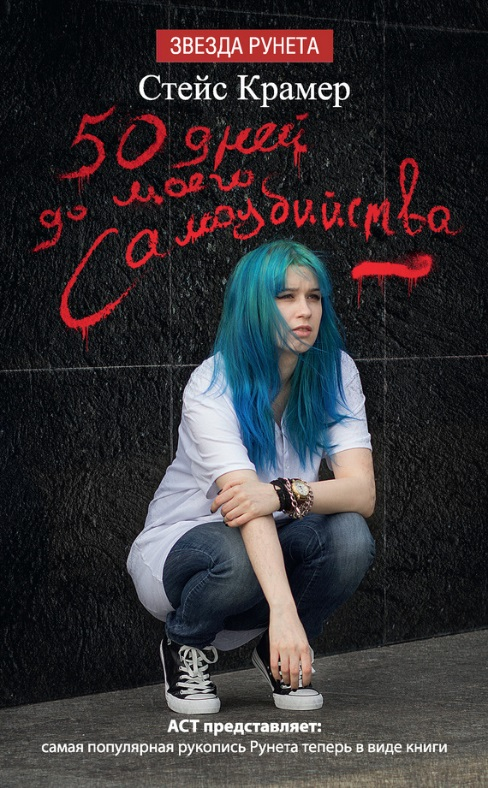 ЗВЕЗДА РУНЕТА
Стейс Крамер
50 дней
до моего
Самоубийства
АСТ представляет:
самая популярная рукопись Рунета теперь в виде книги